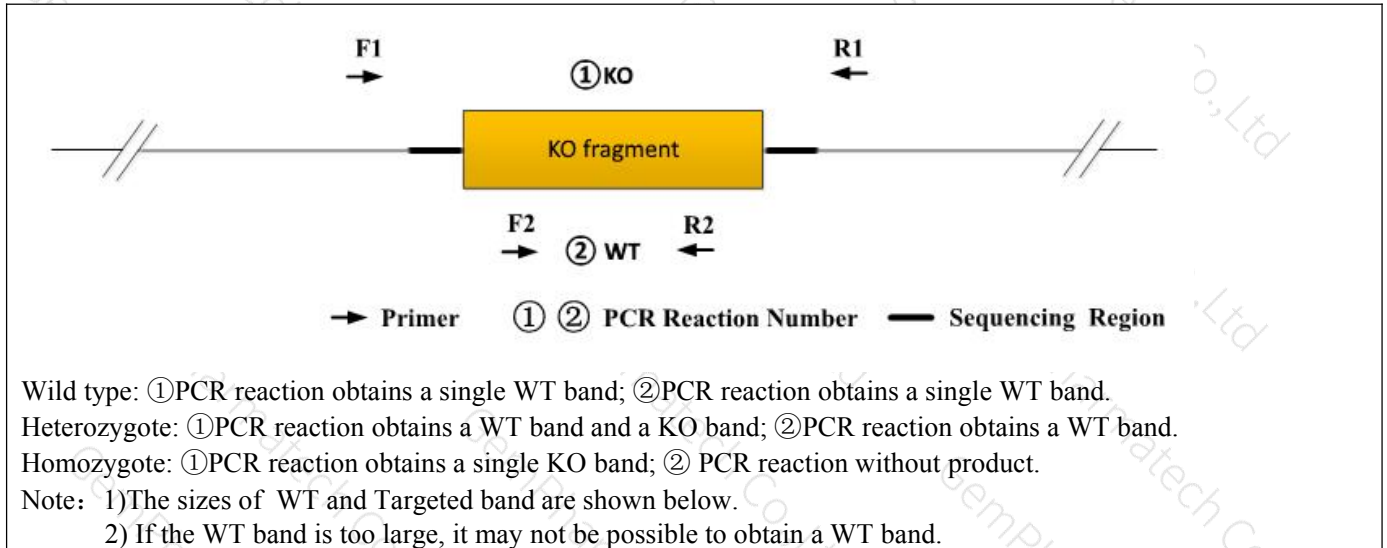 F1 R1
①KO
KO fragment
F2 R2
② WT
Primer ① ② PCR Reaction Number Sequencing Region
Wild type: ①PCR reaction obtains a single WT band; ②PCR reaction obtains a single WT band.
Heterozygote: ①PCR reaction obtains a WT band and a KO band; ②PCR reaction obtains a WT band.
Homozygote: ①PCR reaction obtains a single KO band; ② PCR reaction without product.
Note：1)The sizes of WT and Targeted band are shown below.
2) If the WT band is too large, it may not be possible to obtain a WT band.